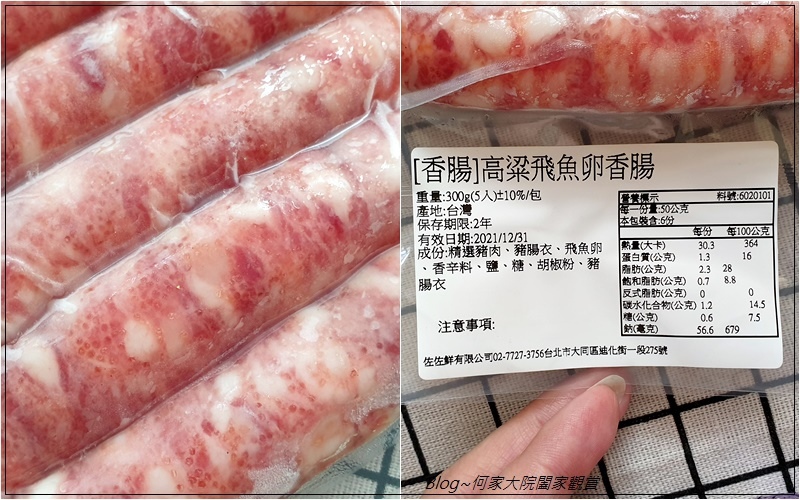 [香腸]高粱飛魚卵香腸
重量:300g(5入)±10%/包
產地:台灣
保存期限:2年
有效日期:2021/12/31
成份:精選豬肉、豬腸衣、飛魚卵
、香辛料、鹽、糖、胡椒粉、豬
腸衣
注意事項:
營養標示 料號:6020101
每一份量:50公克
本包裝含:6份
每份 每100公克
熱量(大卡) 30.3 364
蛋白質(公克) 1.3 16
脂肪(公克) 2.3 28
飽和脂肪(公克) 0.7 8.8
反式脂肪(公克) 0 0
碳水化合物(公克) 1.2 14.5
糖(公克) 0.6 7.5
鈉(毫克) 56.6 679
佐佐鮮有限公司02-7727-3756台北市大同區迪化街一段275號
Blog~何家大院闔家觀賞